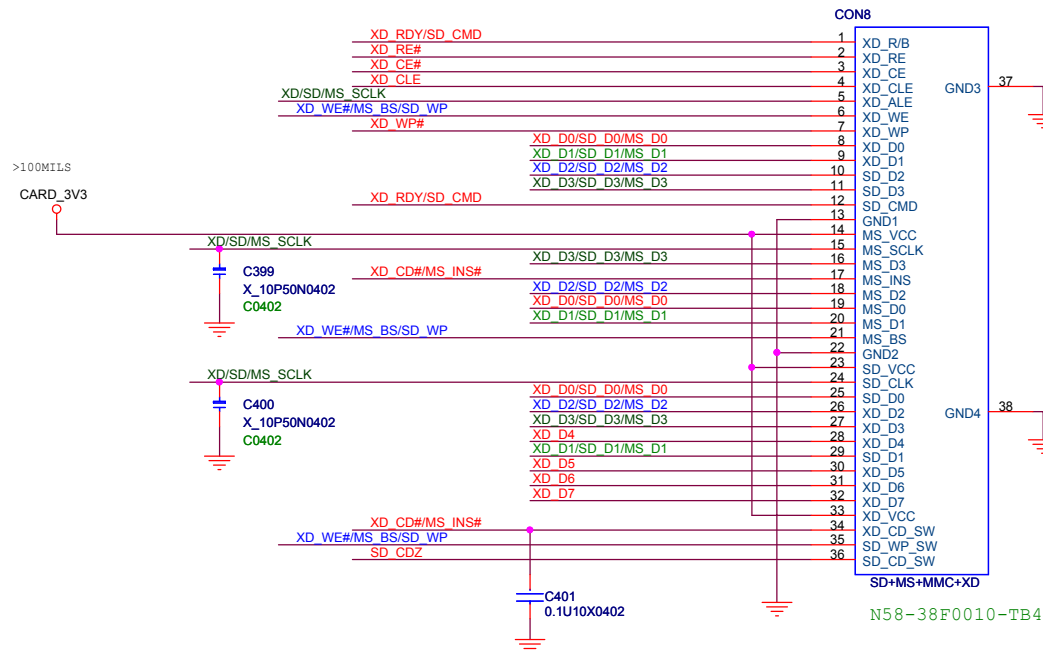 CON8
XD_RDY/SD_CMD 1 XD_R/B
XD_RE# 2 XD_RE
XD_CE# 3 XD_CE
XD_CLE 4 XD_CLE GND3 37
XD/SD/MS_SCLK 5 XD_ALE
XD_WE#/MS_BS/SD_WP 6 XD_WE
XD_WP# 7 XD_WP
XD_D0/SD_D0/MS_D0 8 XD_D0
XD_D1/SD_D1/MS_D1 9 XD_D1
XD_D2/SD_D2/MS_D2 10 SD_D2
XD_D3/SD_D3/MS_D3 11 SD_D3
XD_RDY/SD_CMD 12 SD_CMD
>100MILS
CARD_3V3
13 GND1
14 MS_VCC
XD/SD/MS_SCLK 15 MS_SCLK
XD_D3/SD_D3/MS_D3 16 MS_D3
XD_CD#/MS_INS# 17 MS_INS
XD_D2/SD_D2/MS_D2 18 MS_D2
XD_D0/SD_D0/MS_D0 19 MS_D0
XD_D1/SD_D1/MS_D1 20 MS_D1
XD_WE#/MS_BS/SD_WP 21 MS_BS
C399
X_10P50N0402
C0402
22 GND2
23 SD_VCC
XD/SD/MS_SCLK 24 SD_CLK
XD_D0/SD_D0/MS_D0 25 SD_D0
XD_D2/SD_D2/MS_D2 26 XD_D2 GND4 38
XD_D3/SD_D3/MS_D3 27 XD_D3
XD_D4 28 XD_D4
XD_D1/SD_D1/MS_D1 29 SD_D1
XD_D5 30 XD_D5
XD_D6 31 XD_D6
XD_D7 32 XD_D7
C400
X_10P50N0402
C0402
33 XD_VCC
XD_CD#/MS_INS# 34 XD_CD_SW
XD_WE#/MS_BS/SD_WP 35 SD_WP_SW
SD_CDZ 36 SD_CD_SW
SD+MS+MMC+XD
C401
0.1U10X0402
N58-38F0010-TB4